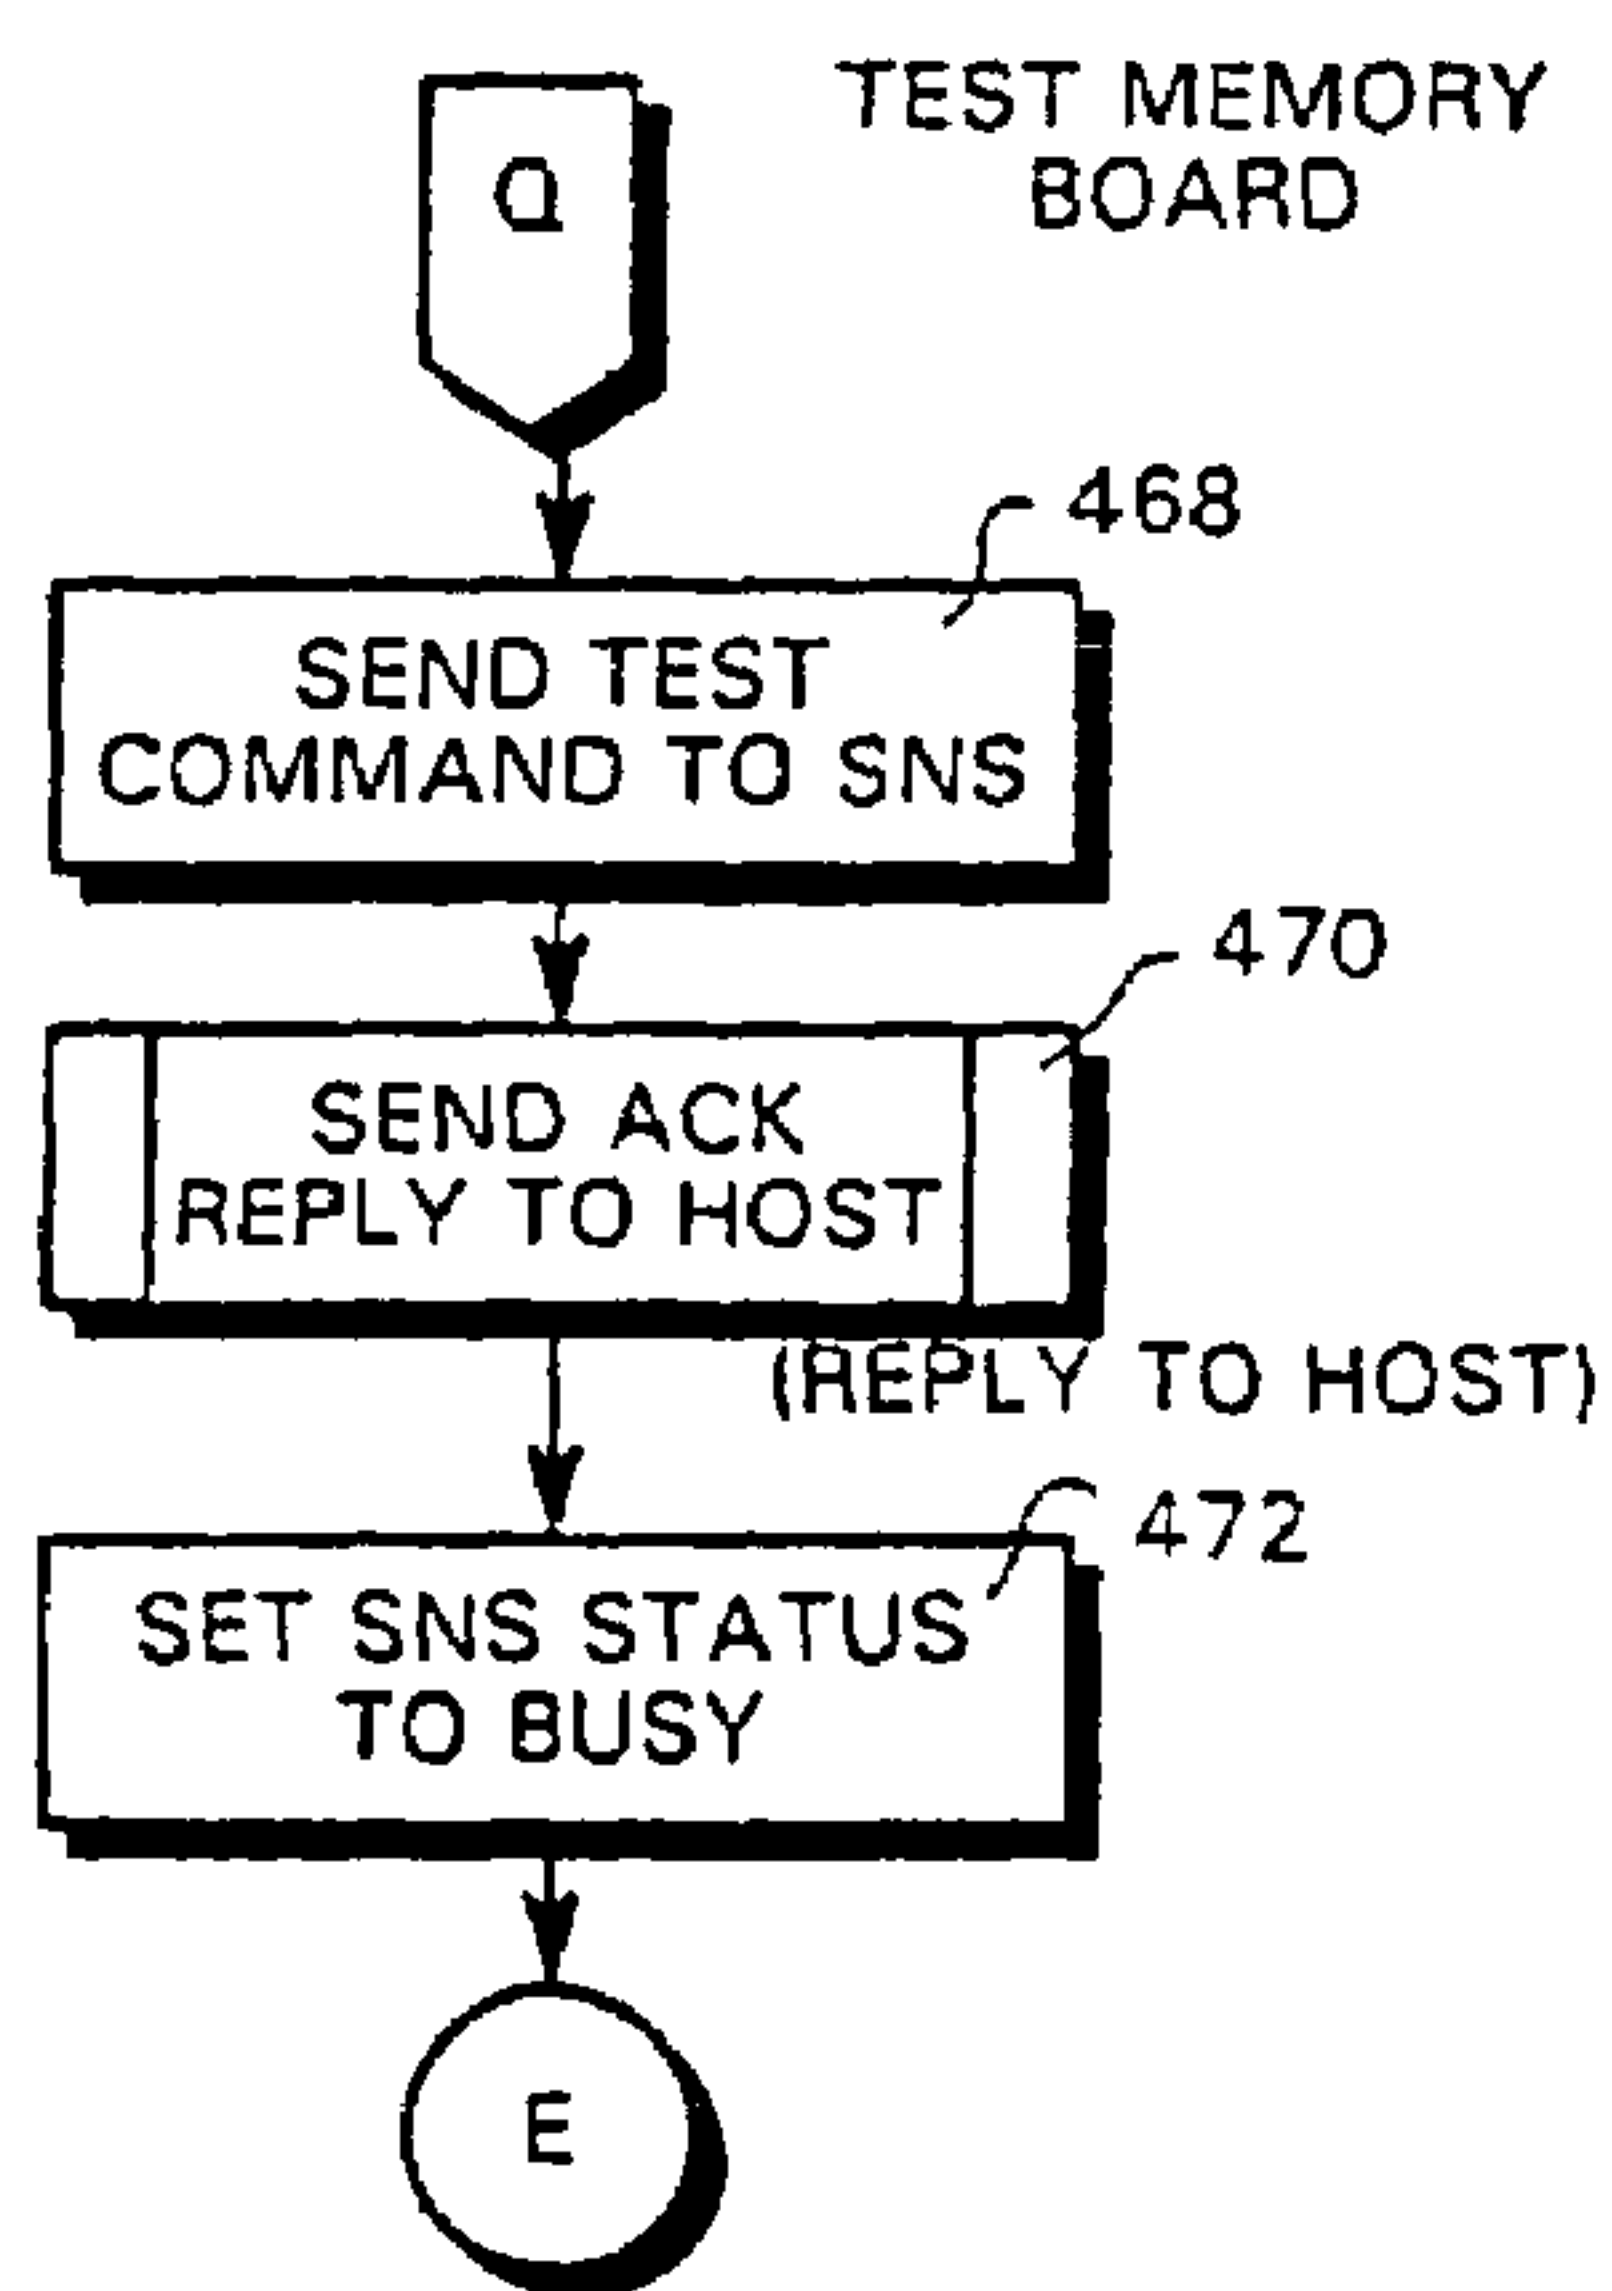 TEST MEMORY
BOARD
Q
468
SEND TEST
COMMAND TO SNS
470
SEND ACK
REPLY TO HOST
(REPLY TO HOST)
472
SET SNS STATUS
TO BUSY
E